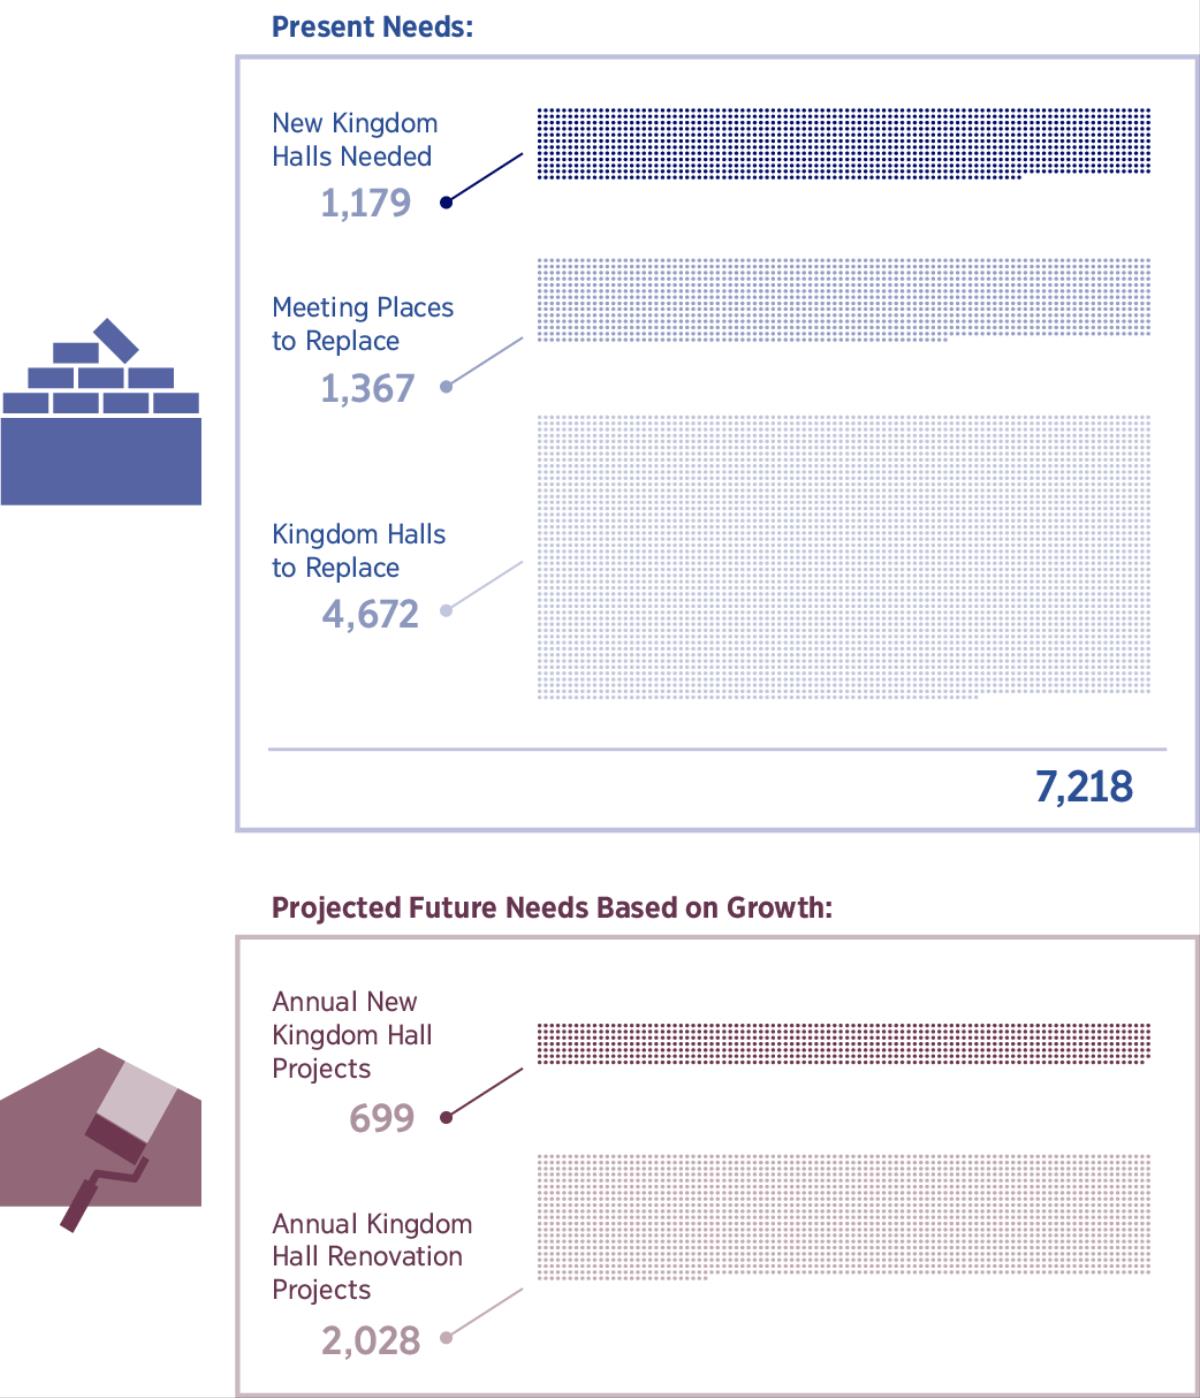 Present Needs:
New Kingdom
Halls Needed
1,179
Meeting Places
to Replace
1,367
Kingdom Halls
to Replace
4,672
7,218
Projected Future Needs Based on Growth:
Annual New
Kingdom Hall
Projects
699
Annual Kingdom
Hall Renovation
Projects
2,028